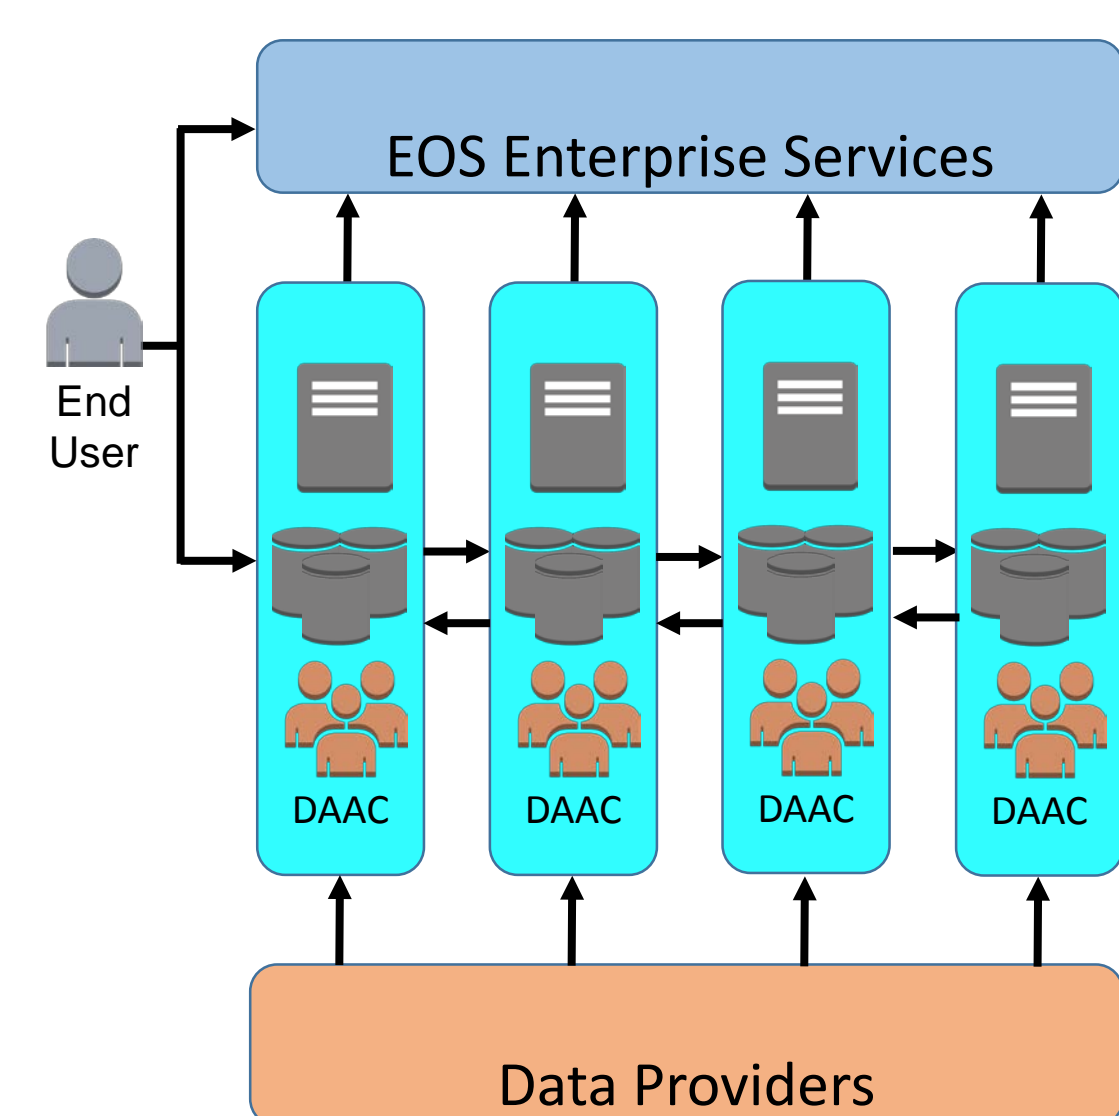 EOS Enterprise Services
End
User
DAAC
DAAC
DAAC
DAAC
Data Providers